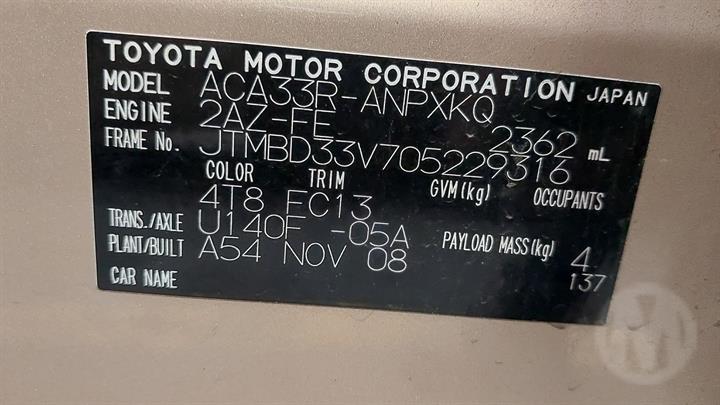 TOYOTA MOTOR CORPORATION JAPAN
MODEL ACA33R-ANPXKQ
ENGINE 2AZ-FE 2362 mL
FRAME No. JTMBD33V705229316
COLOR TRIM GVM(kg) OCCUPANTS
4T8 FC13
TRANS./AXLE U140F -05A PAYLOAD MASS(kg) 4
PLANT/BUILT A54 NOV 08 137
CAR NAME